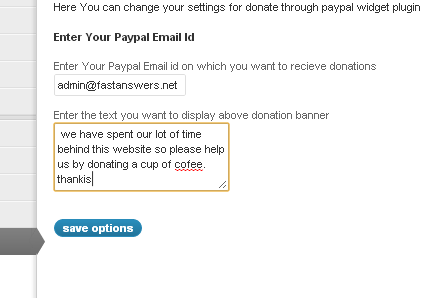 Here You can change your settings for donate through paypal widget plugin
Enter Your Paypal Email Id
Enter Your Paypal Email id on which you want to recieve donations
admin@fastanswers.net
Enter the text you want to display above donation banner
we have spent our lot of time
behind this website so please help
us by donating a cup of cofee.
thankis
save options